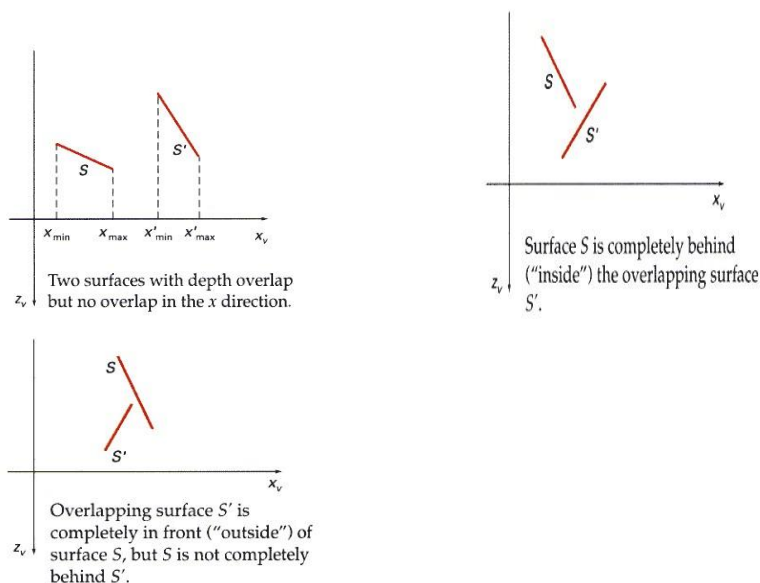 S
S'
x_min x_max x'_min x'_max x_v
z_v
Two surfaces with depth overlap
but no overlap in the x direction.
S
S'
x_v
z_v
Surface S is completely behind
(“inside”) the overlapping surface
S′.
S
S'
x_v
z_v
Overlapping surface S′ is
completely in front (“outside”) of
surface S, but S is not completely
behind S′.